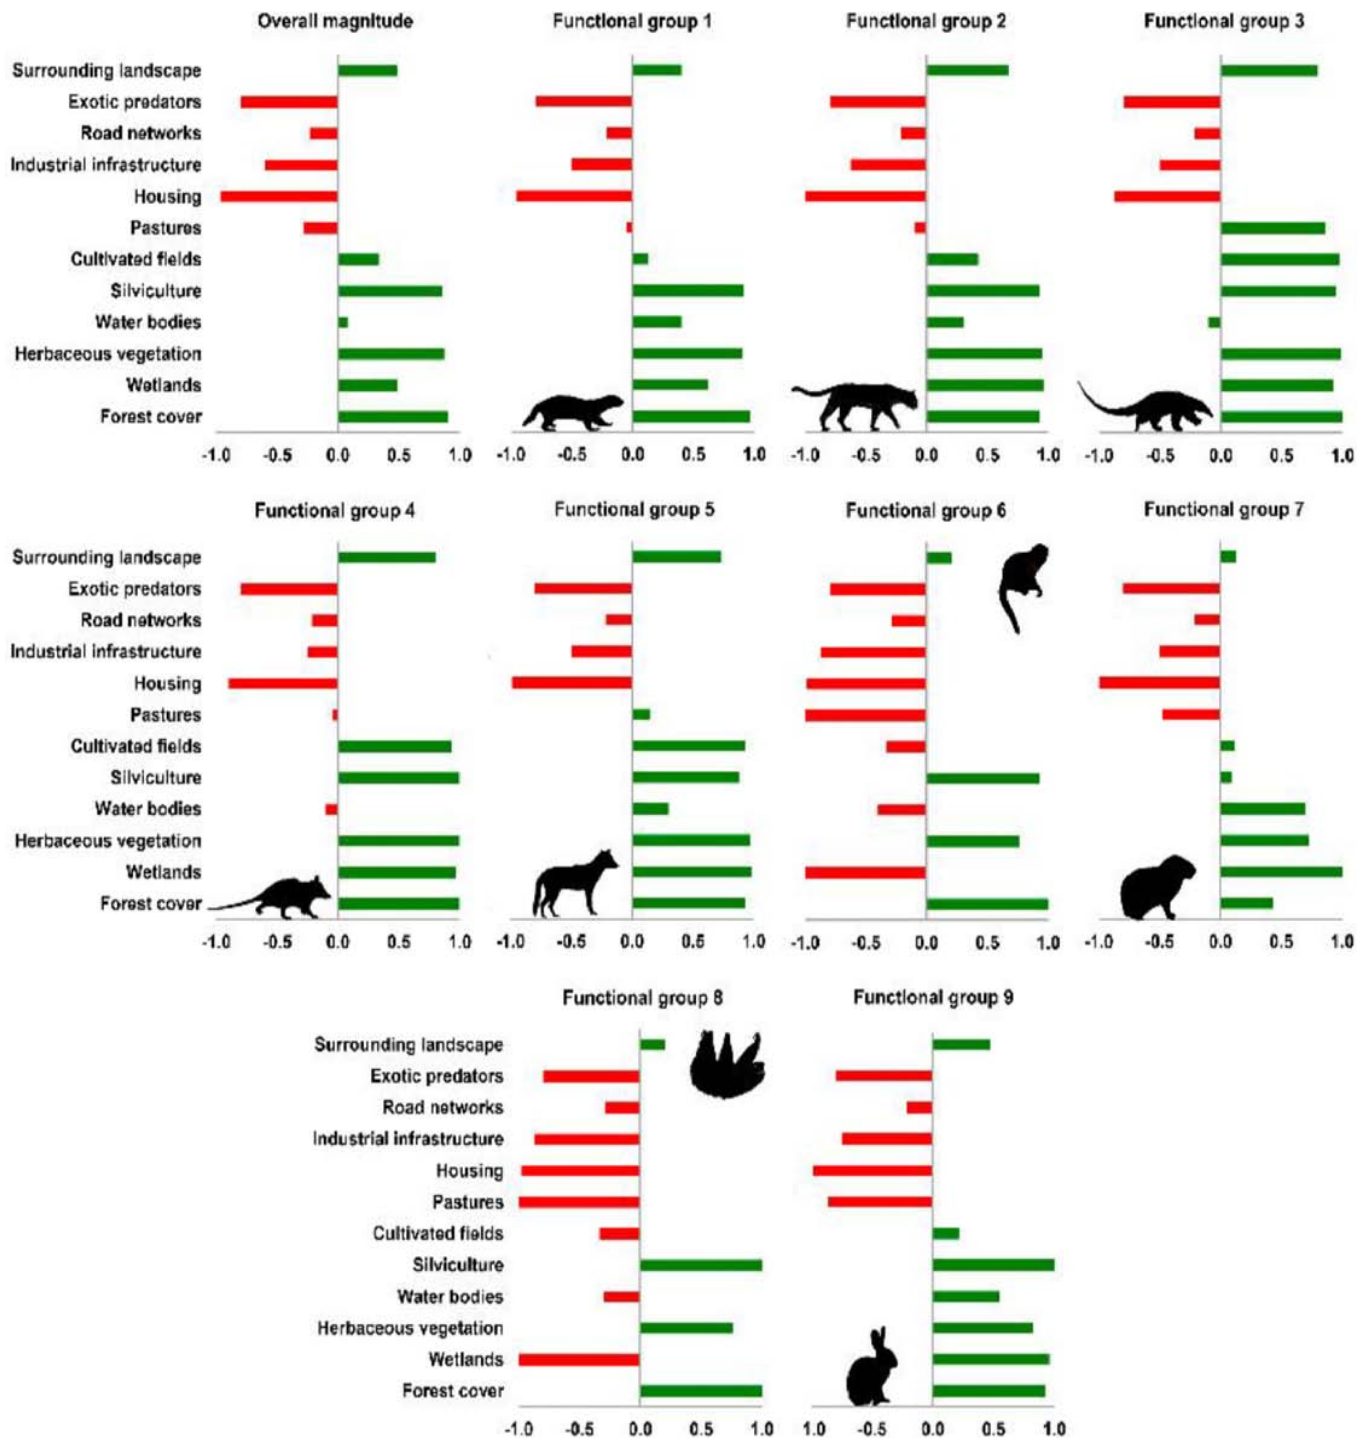 Overall magnitude Functional group 1 Functional group 2 Functional group 3
Surrounding landscape
Exotic predators
Road networks
Industrial infrastructure
Housing
Pastures
Cultivated fields
Silviculture
Water bodies
Herbaceous vegetation
Wetlands
Forest cover
-1.0 -0.5 0.0 0.5 1.0 -1.0 -0.5 0.0 0.5 1.0 -1.0 -0.5 0.0 0.5 1.0 -1.0 -0.5 0.0 0.5 1.0
Functional group 4 Functional group 5 Functional group 6 Functional group 7
Surrounding landscape
Exotic predators
Road networks
Industrial infrastructure
Housing
Pastures
Cultivated fields
Silviculture
Water bodies
Herbaceous vegetation
Wetlands
Forest cover
-1.0 -0.5 0.0 0.5 1.0 -1.0 -0.5 0.0 0.5 1.0 -1.0 -0.5 0.0 0.5 1.0 -1.0 -0.5 0.0 0.5 1.0
Functional group 8 Functional group 9
Surrounding landscape
Exotic predators
Road networks
Industrial infrastructure
Housing
Pastures
Cultivated fields
Silviculture
Water bodies
Herbaceous vegetation
Wetlands
Forest cover
-1.0 -0.5 0.0 0.5 1.0 1.0 -0.5 0.0 0.5 1.0